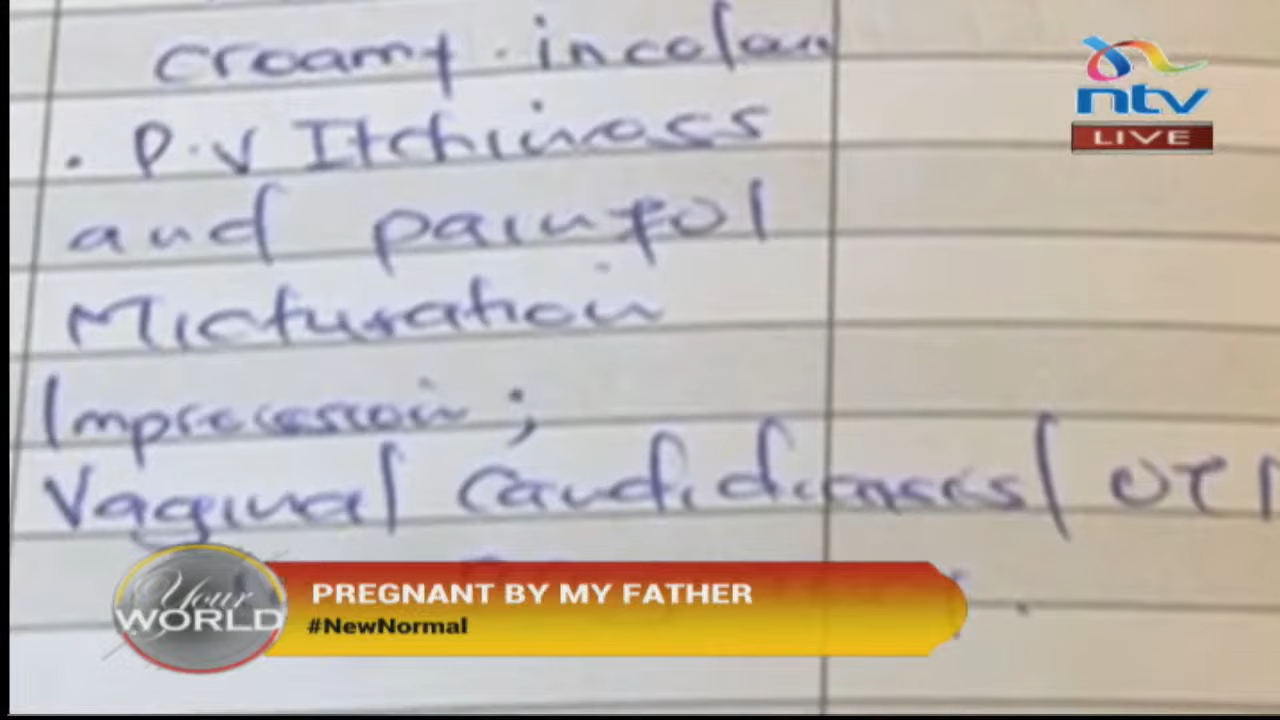 creamy . in colour
. P.V Itchiness
and painful
Micturation
Impression ;
Vaginal Candidiasis / UTI
ntv
LIVE
Your
WORLD
PREGNANT BY MY FATHER
#NewNormal